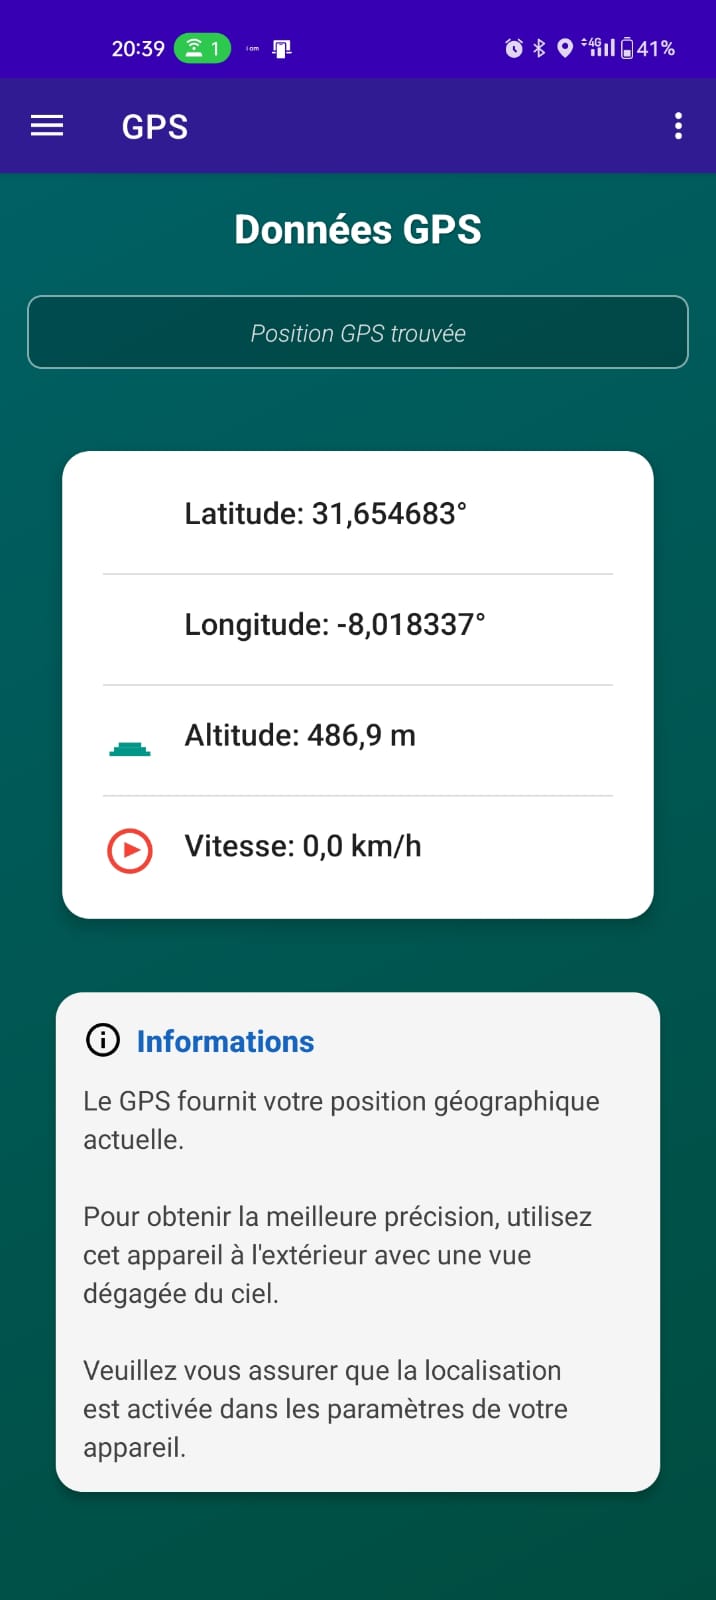 20:39 1 i am 4G 41%
GPS
Données GPS
Position GPS trouvée
Latitude: 31,654683°
Longitude: -8,018337°
Altitude: 486,9 m
Vitesse: 0,0 km/h
Informations
Le GPS fournit votre position géographique
actuelle.
Pour obtenir la meilleure précision, utilisez
cet appareil à l'extérieur avec une vue
dégagée du ciel.
Veuillez vous assurer que la localisation
est activée dans les paramètres de votre
appareil.